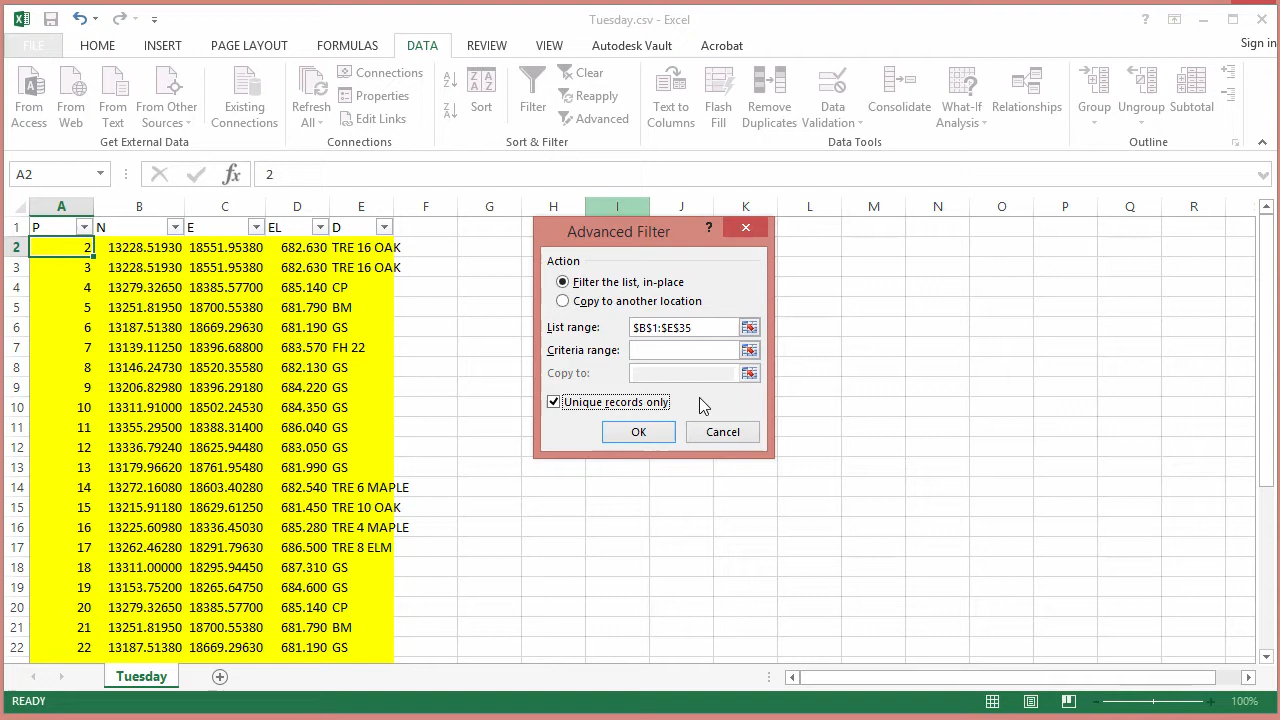 Tuesday.csv - Excel
?
FILE HOME INSERT PAGE LAYOUT FORMULAS DATA REVIEW VIEW Autodesk Vault Acrobat Sign in
From Access
From Web
From Text
From Other Sources
Existing Connections
Get External Data
Refresh All
Connections
Properties
Edit Links
Connections
Sort
Filter
Clear
Reapply
Advanced
Sort & Filter
Text to Columns
Flash Fill
Remove Duplicates
Data Validation
Consolidate
What-If Analysis
Relationships
Data Tools
Group
Ungroup
Subtotal
Outline
A2 fx 2
A B C D E F G H I J K L M N O P Q R
1 P N E EL D
2 2 13228.51930 18551.95380 682.630 TRE 16 OAK
3 3 13228.51930 18551.95380 682.630 TRE 16 OAK
4 4 13279.32650 18385.57700 685.140 CP
5 5 13251.81950 18700.55380 681.790 BM
6 6 13187.51380 18669.29630 681.190 GS
7 7 13139.11250 18396.68800 683.570 FH 22
8 8 13146.24730 18520.35580 682.130 GS
9 9 13206.82980 18396.29180 684.220 GS
10 10 13311.91000 18502.24530 684.350 GS
11 11 13355.29500 18388.31400 686.040 GS
12 12 13336.79240 18625.94480 683.050 GS
13 13 13179.96620 18761.95480 681.990 GS
14 14 13272.16080 18603.40280 682.540 TRE 6 MAPLE
15 15 13215.91180 18629.61250 681.450 TRE 10 OAK
16 16 13225.60980 18336.45030 685.280 TRE 4 MAPLE
17 17 13262.46280 18291.79630 686.500 TRE 8 ELM
18 18 13311.00000 18295.94450 687.310 GS
19 19 13153.75200 18265.64750 684.600 GS
20 20 13279.32650 18385.57700 685.140 CP
21 21 13251.81950 18700.55380 681.790 BM
22 22 13187.51380 18669.29630 681.190 GS
Advanced Filter ?
Action
Filter the list, in-place
Copy to another location
List range: $B$1:$E$35
Criteria range:
Copy to:
Unique records only
OK Cancel
Tuesday
READY 100%